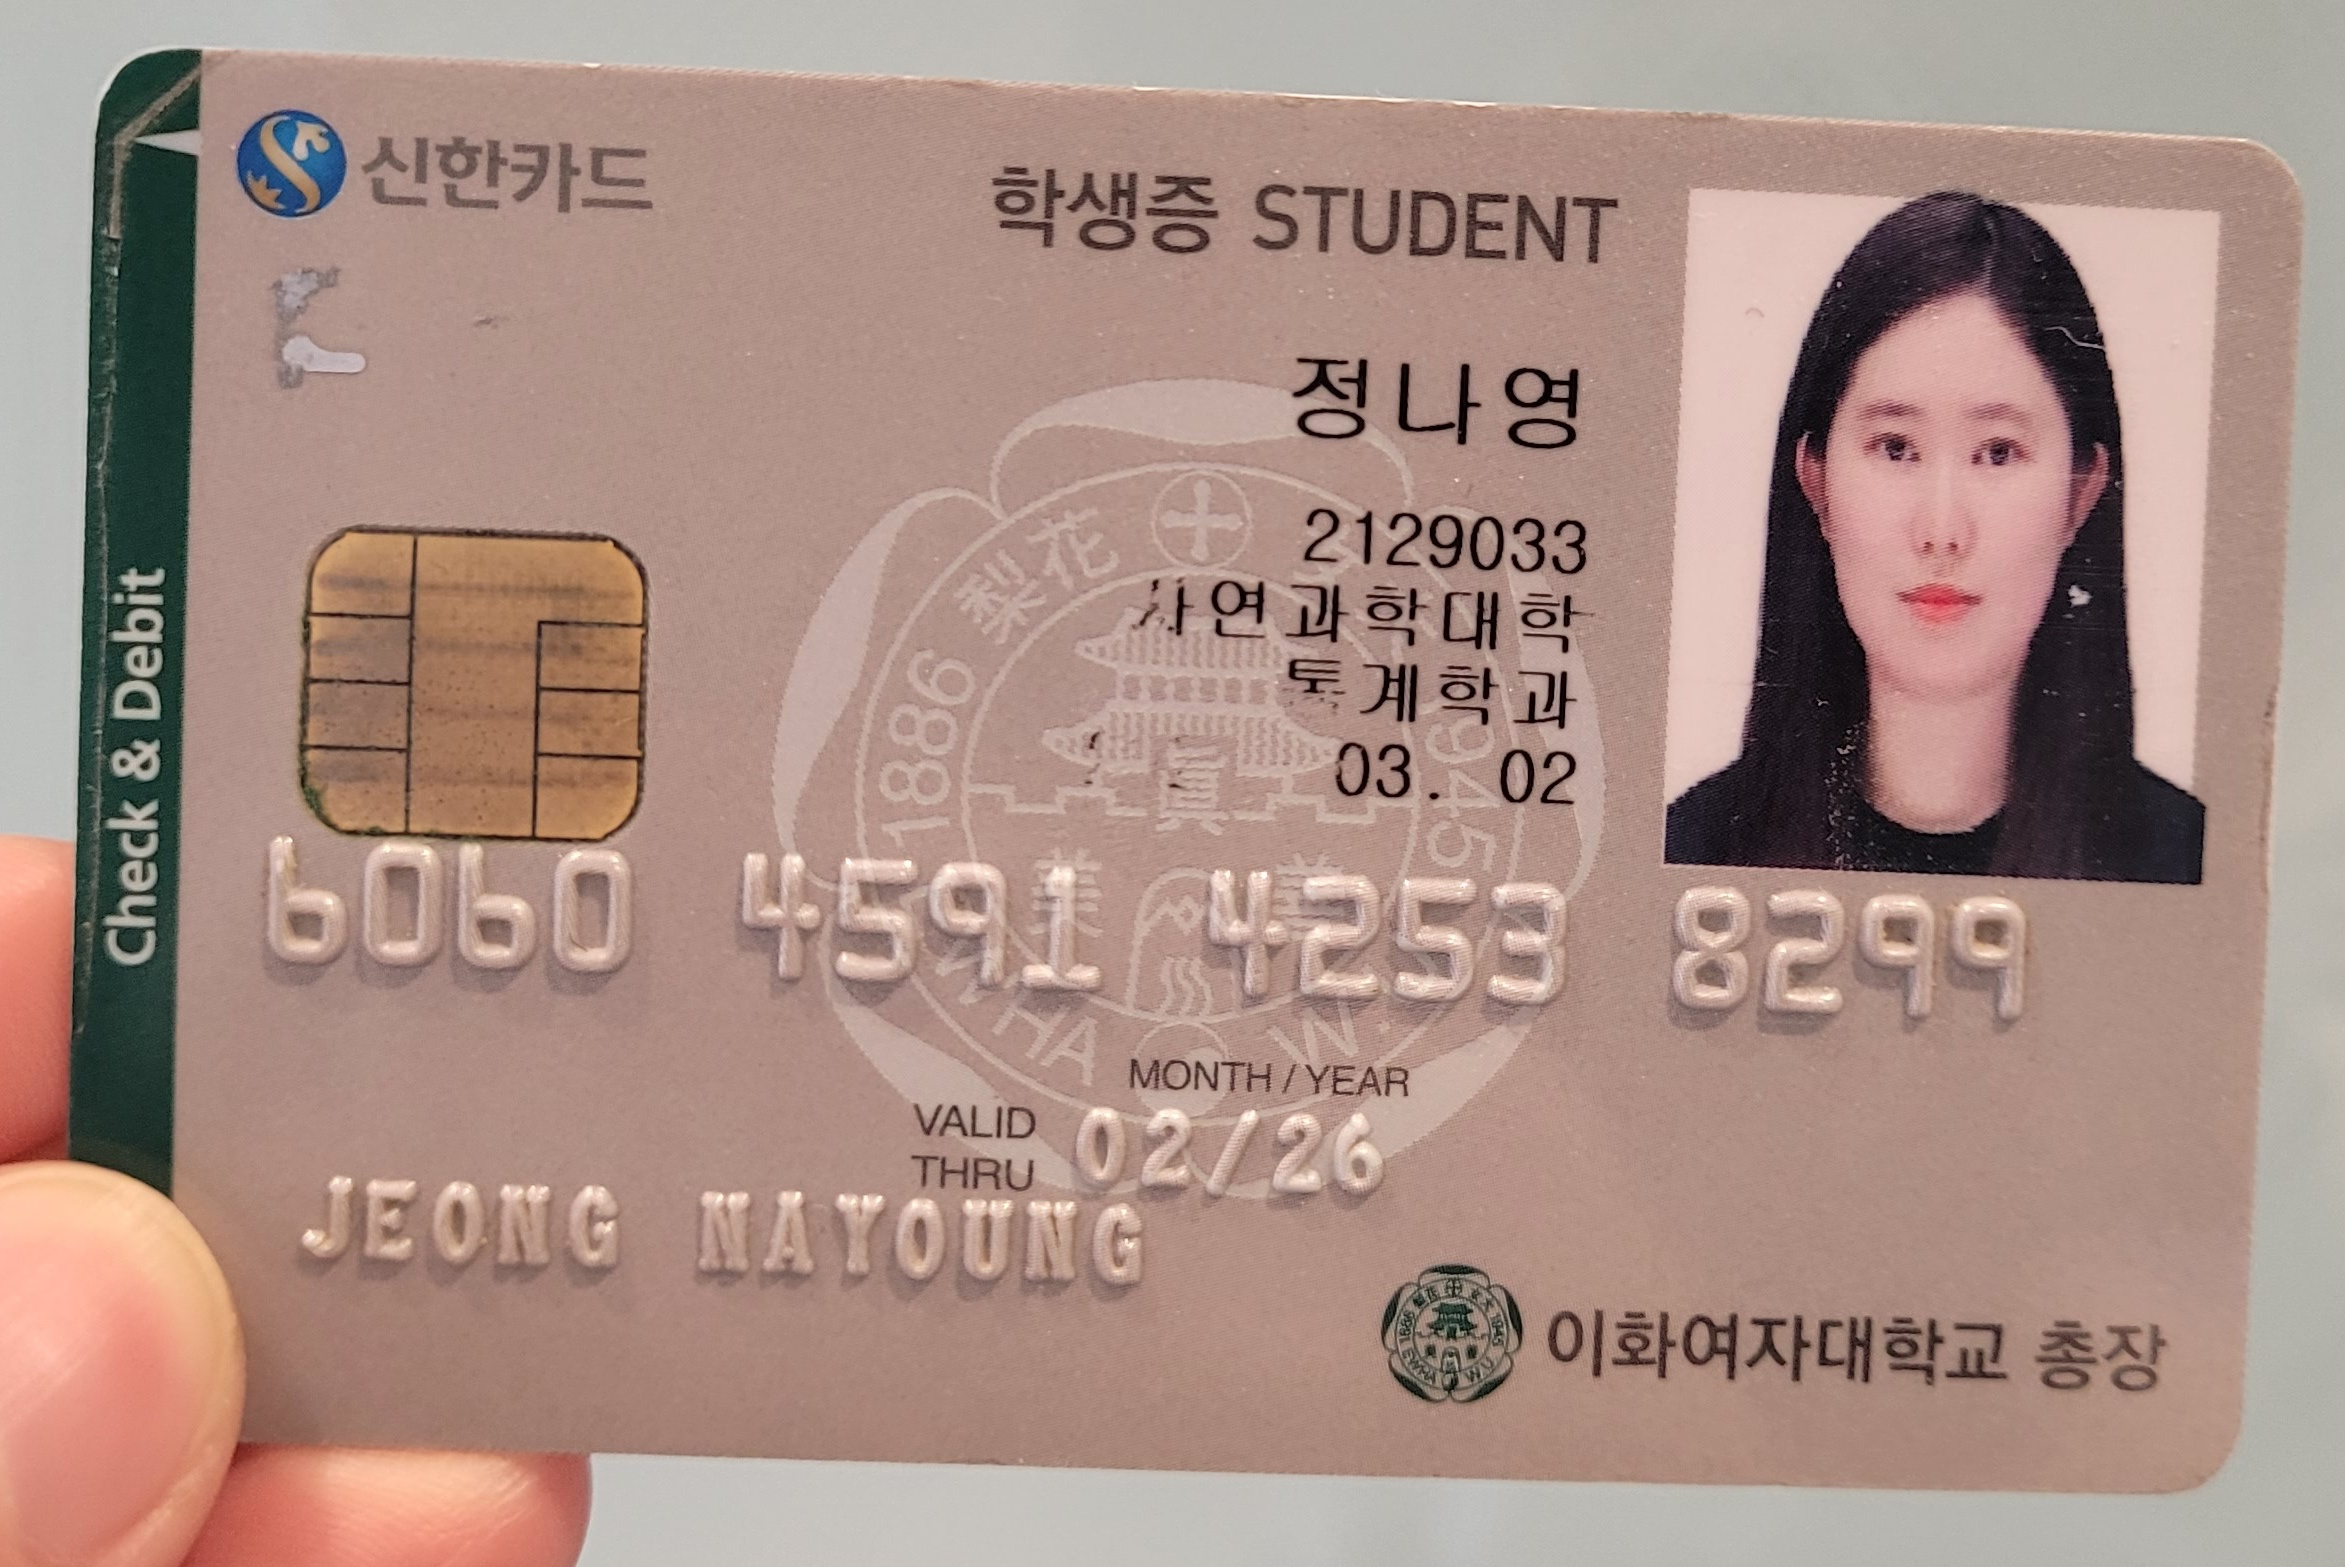 신한카드
학생증 STUDENT
정나영
2129033
자연과학대학
통계학과
03. 02
Check & Debit
1886 梨花
1945
眞
EWHA W.
6060 4591 4253 8299
MONTH / YEAR
VALID THRU 02/26
JEONG NAYOUNG
이화여자대학교 총장